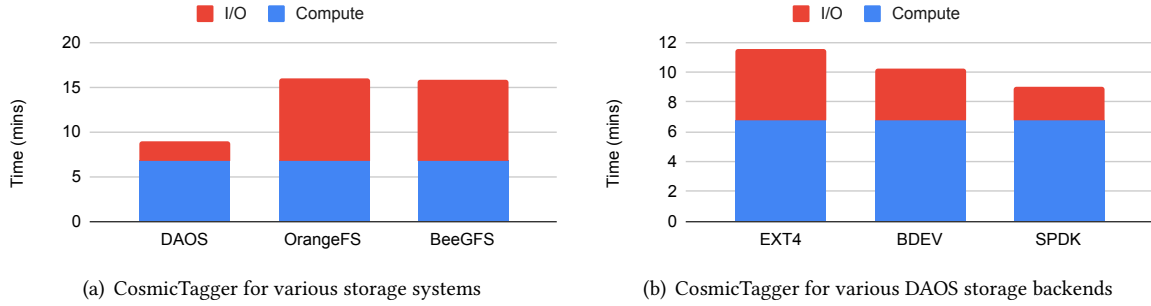 I/O Compute
Time (mins)
20
15
10
5
0
DAOS OrangeFS BeeGFS
(a) CosmicTagger for various storage systems
I/O Compute
Time (mins)
12
10
8
6
4
2
0
EXT4 BDEV SPDK
(b) CosmicTagger for various DAOS storage backends